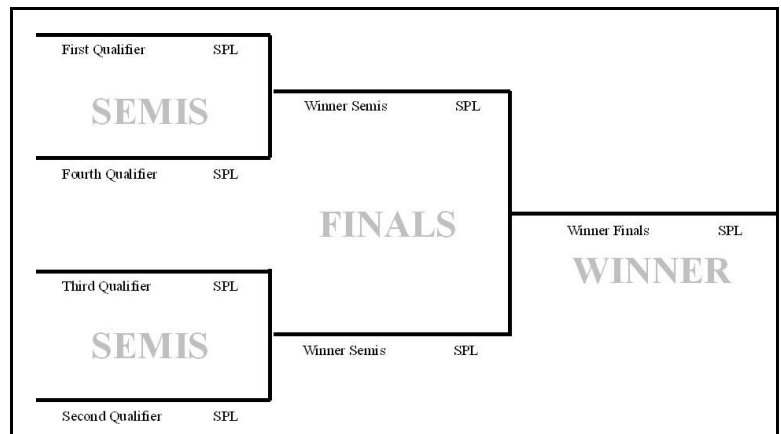 First Qualifier SPL
SEMIS
Fourth Qualifier SPL
Third Qualifier SPL
SEMIS
Second Qualifier SPL
Winner Semis SPL
FINALS
Winner Semis SPL
Winner Finals SPL
WINNER